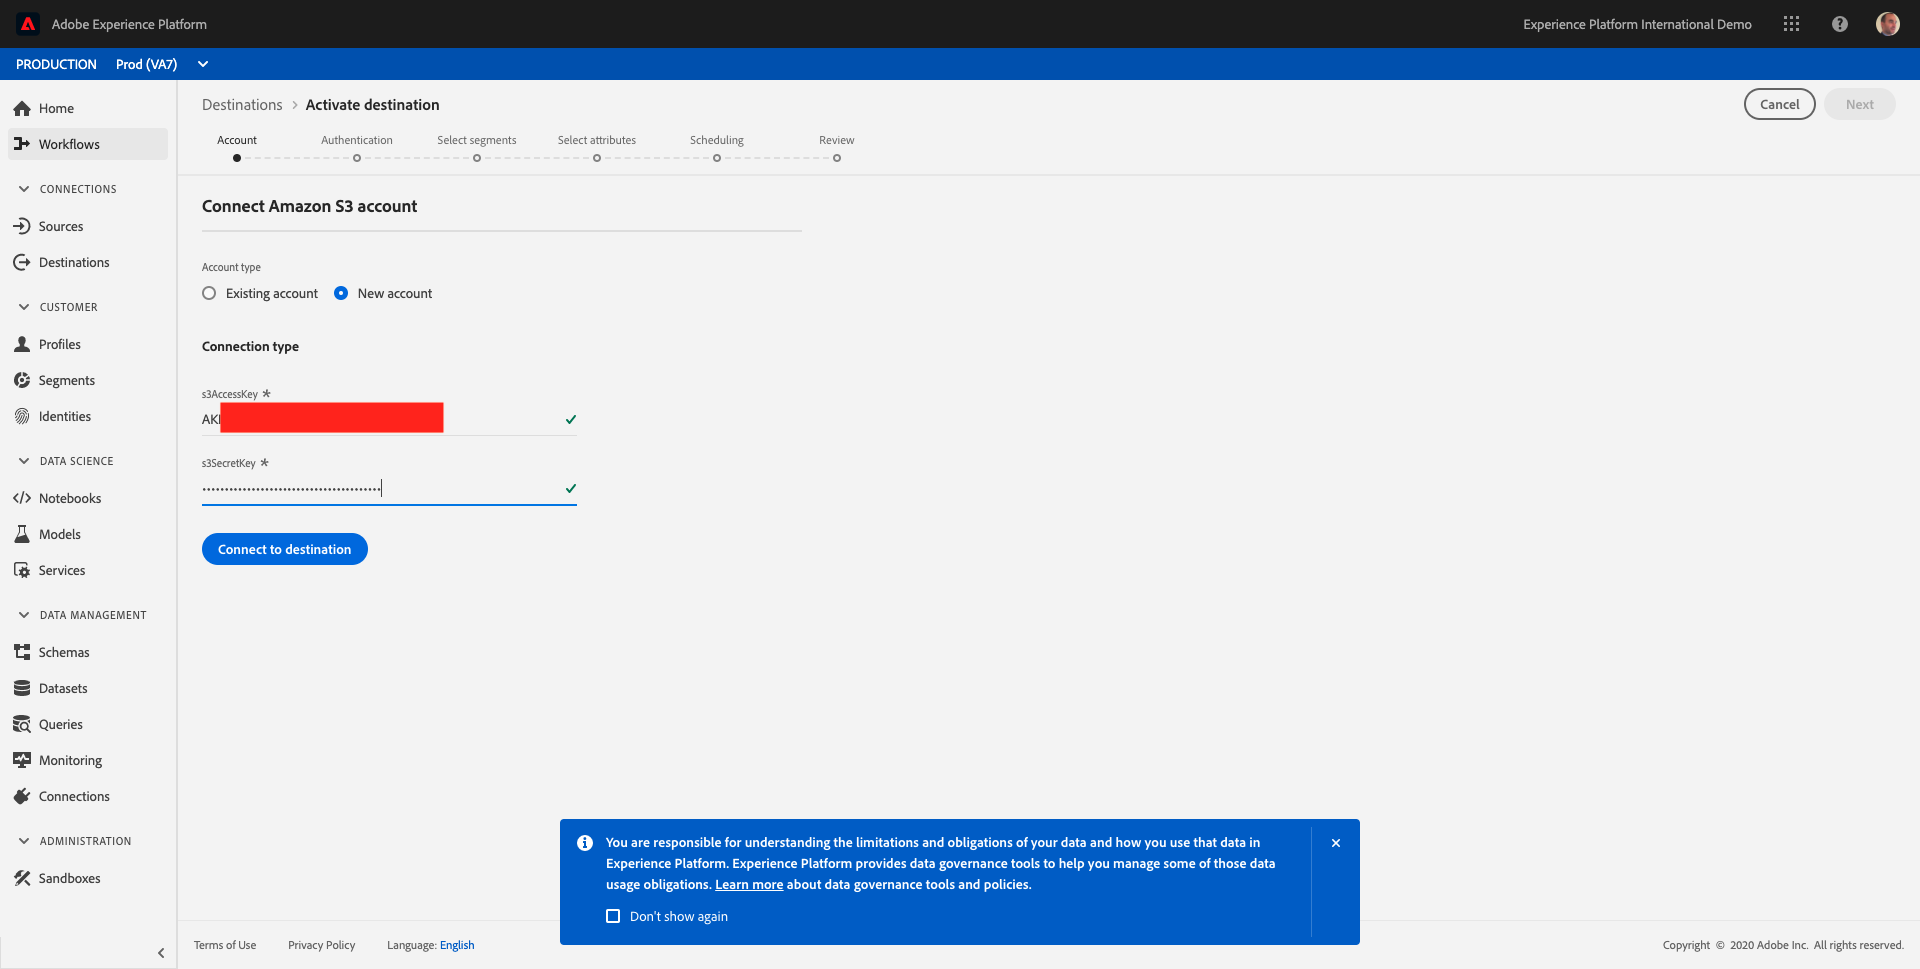 Adobe Experience Platform
Experience Platform International Demo
PRODUCTION Prod (VA7)
Home
Workflows
CONNECTIONS
Sources
Destinations
CUSTOMER
Profiles
Segments
Identities
DATA SCIENCE
Notebooks
Models
Services
DATA MANAGEMENT
Schemas
Datasets
Queries
Monitoring
Connections
ADMINISTRATION
Sandboxes
Destinations > Activate destination
Cancel Next
Account Authentication Select segments Select attributes Scheduling Review
Connect Amazon S3 account
Account type
Existing account New account
Connection type
s3AccessKey *
AKI
s3SecretKey *
••••••••••••••••••••••••••••••••••••••••
Connect to destination
You are responsible for understanding the limitations and obligations of your data and how you use that data in
Experience Platform. Experience Platform provides data governance tools to help you manage some of those data
usage obligations. Learn more about data governance tools and policies.
Don't show again
Terms of Use Privacy Policy Language: English
Copyright © 2020 Adobe Inc. All rights reserved.